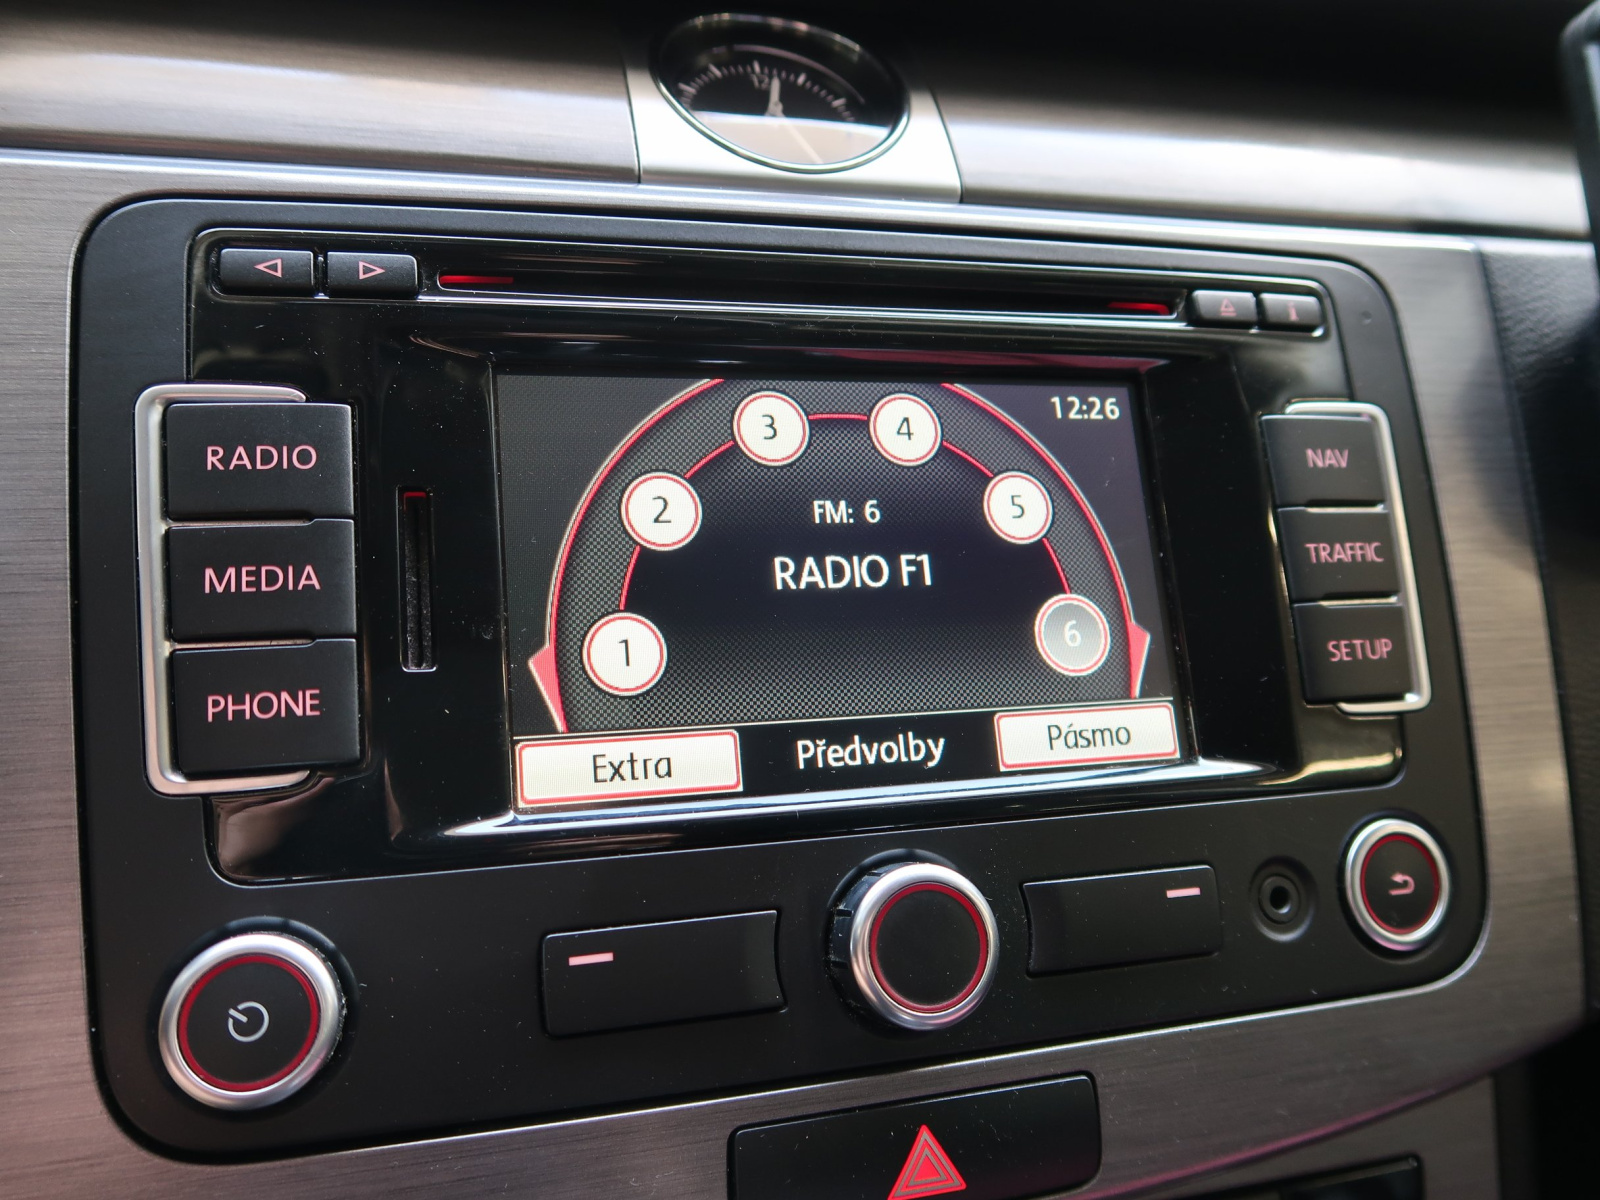 12
RADIO
MEDIA
PHONE
12:26
3
4
2
5
FM: 6
RADIO F1
1
6
Extra
Předvolby
Pásmo
NAV
TRAFFIC
SETUP